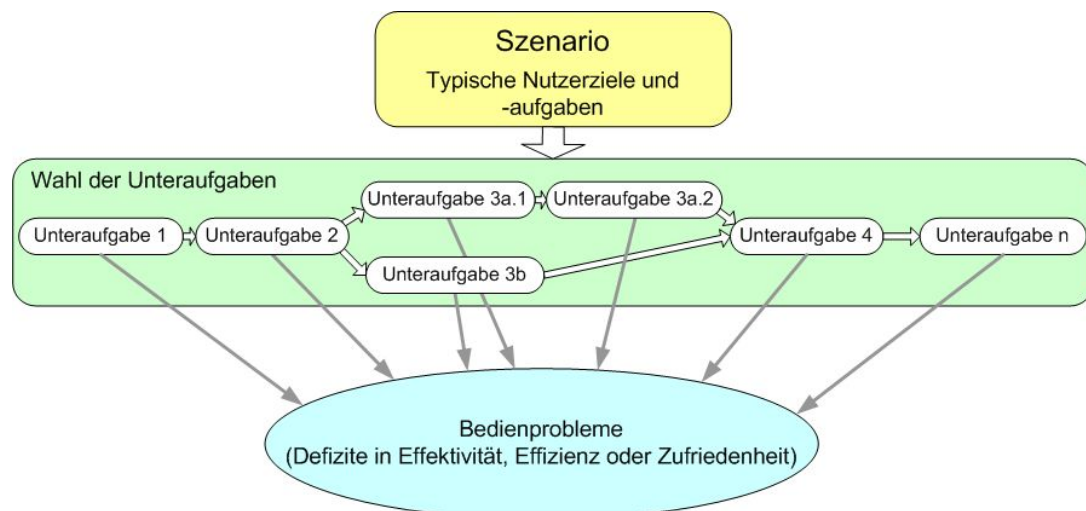 Szenario
Typische Nutzerziele und
-aufgaben
Wahl der Unteraufgaben
Unteraufgabe 1
Unteraufgabe 2
Unteraufgabe 3a.1
Unteraufgabe 3a.2
Unteraufgabe 3b
Unteraufgabe 4
Unteraufgabe n
Bedienprobleme
(Defizite in Effektivität, Effizienz oder Zufriedenheit)